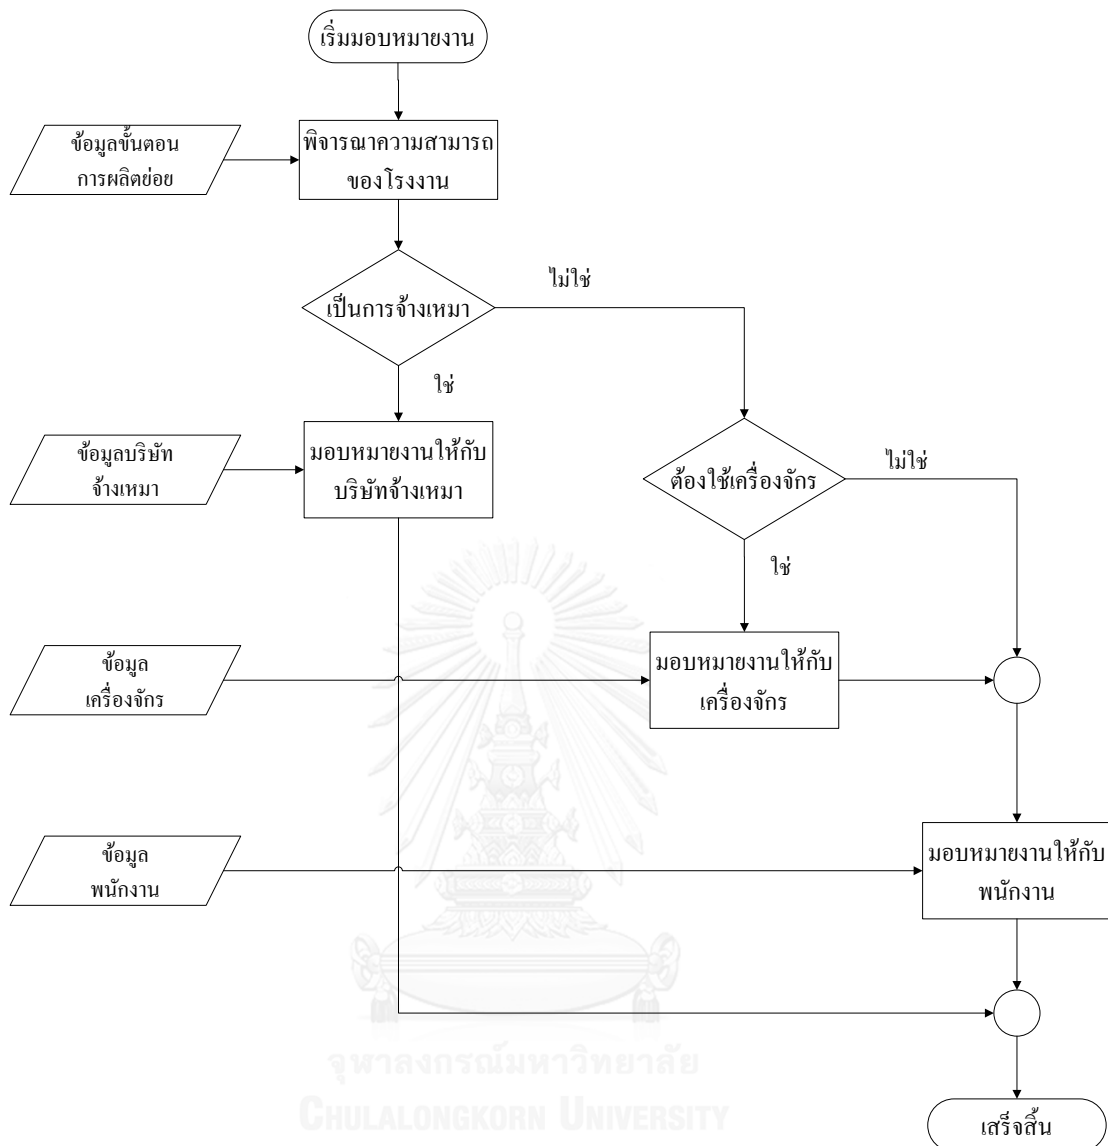 เริ่มมอบหมายงาน
ข้อมูลขั้นตอน
การผลิตย่อย
พิจารณาความสามารถ
ของโรงงาน
เป็นการจ้างเหมา
ไม่ใช่
ใช่
ข้อมูลบริษัท
จ้างเหมา
มอบหมายงานให้กับ
บริษัทจ้างเหมา
ต้องใช้เครื่องจักร
ไม่ใช่
ใช่
ข้อมูล
เครื่องจักร
มอบหมายงานให้กับ
เครื่องจักร
ข้อมูล
พนักงาน
มอบหมายงานให้กับ
พนักงาน
จุฬาลงกรณ์มหาวิทยาลัย
CHULALONGKORN UNIVERSITY
เสร็จสิ้น